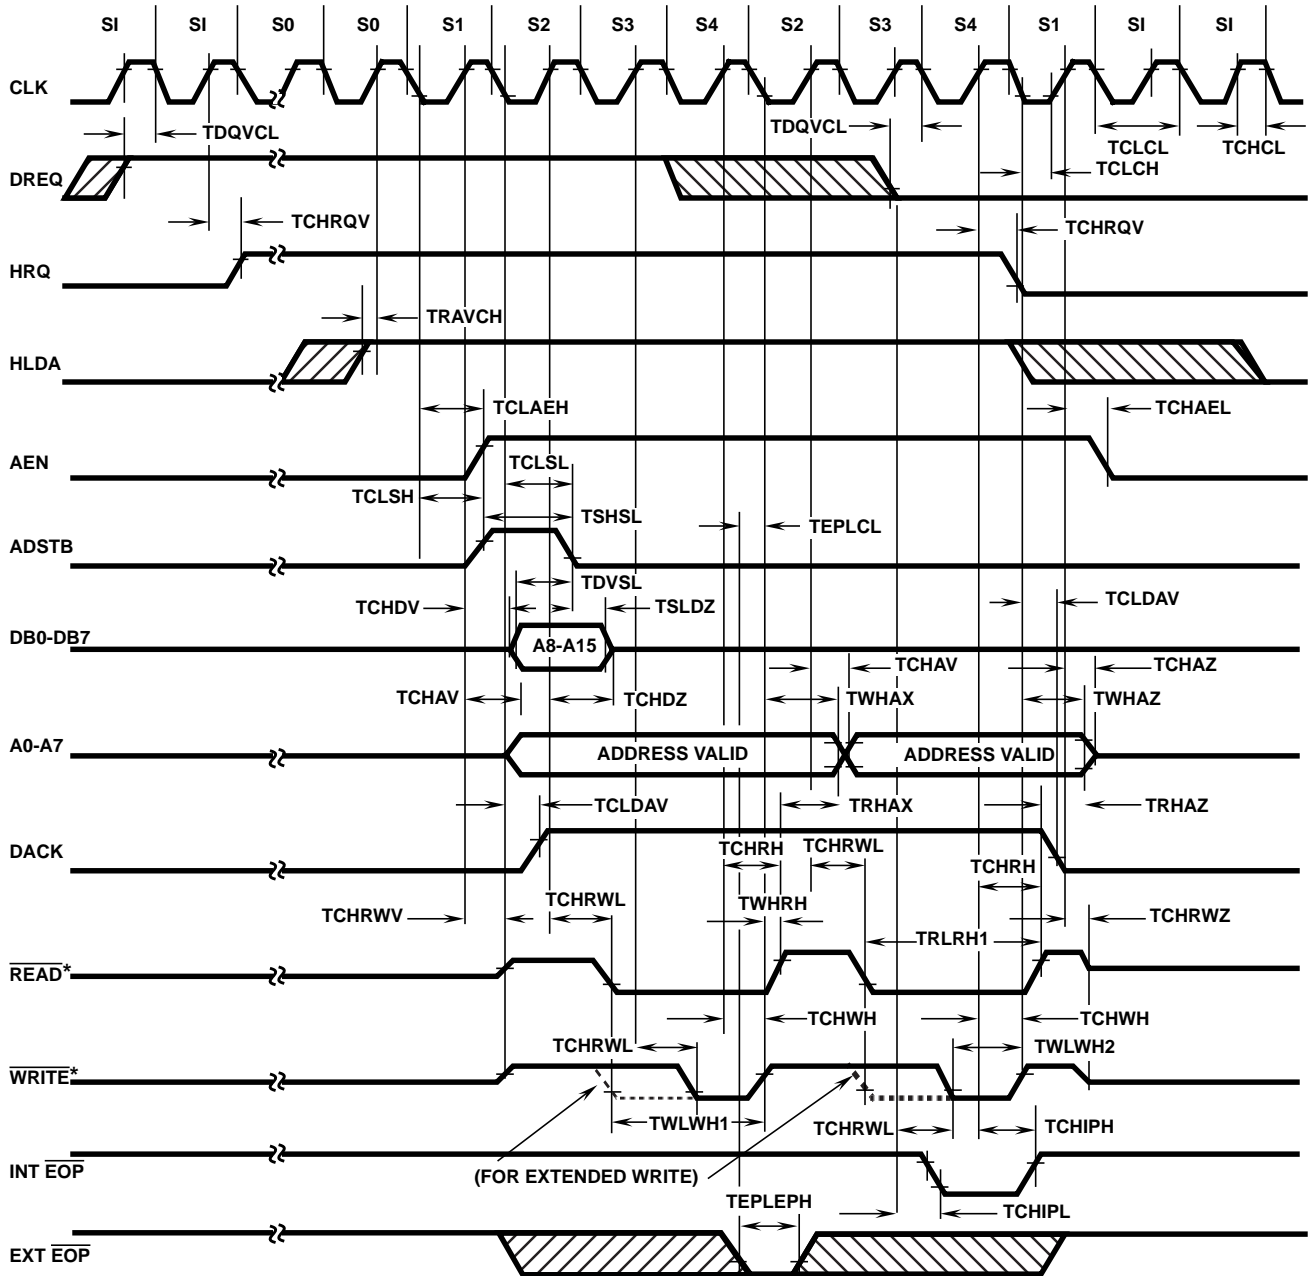 SI SI S0 S0 S1 S2 S3 S4 S2 S3 S4 S1 SI SI
CLK
TDQVCL TDQVCL TCLCL TCHCL
TCLCH
DREQ
TCHRQV TCHRQV
HRQ
TRAVCH
HLDA
TCLAEH TCHAEL
AEN
TCLSL
TCLSH
TSHSL TEPLCL
ADSTB
TDVSL
TCHDV TSLDZ TCLDAV
DB0-DB7 A8-A15
TCHAV TCHAZ
TCHAV TCHDZ TWHAX TWHAZ
A0-A7 ADDRESS VALID ADDRESS VALID
TCLDAV TRHAX TRHAZ
DACK
TCHRH TCHRWL TCHRH
TCHRWV TCHRWL TWHRH TCHRWZ
TRLRH1
READ*
TCHWH TCHWH
TCHRWL TWLWH2
WRITE*
TWLWH1 TCHRWL TCHIPH
INT EOP
(FOR EXTENDED WRITE)
TEPLEPH
TCHIPL
EXT EOP